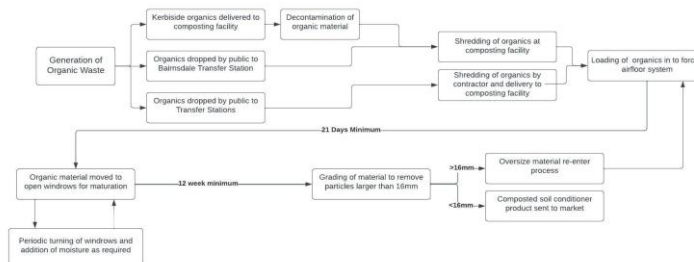 Kerbiside organics delivered to
composting facility
Decontamination of
organic material
Generation of
Organic Waste
Organics dropped by public to
Bairnsdale Transfer Station
Shredding of organics at
composting facility
Loading of organics in to forc
airfloor system
Organics dropped by public to
Transfer Stations
Shredding of organics by
contractor and delivery to
composting facility
21 Days Minimum
Organic material moved to
open windrows for maturation
12 week minimum
Grading of material to remove
particles larger than 16mm
>16mm
Oversize material re-enter
process
<16mm
Composted soil conditioner
product sent to market
Periodic turning of windrows and
addition of moisture as required